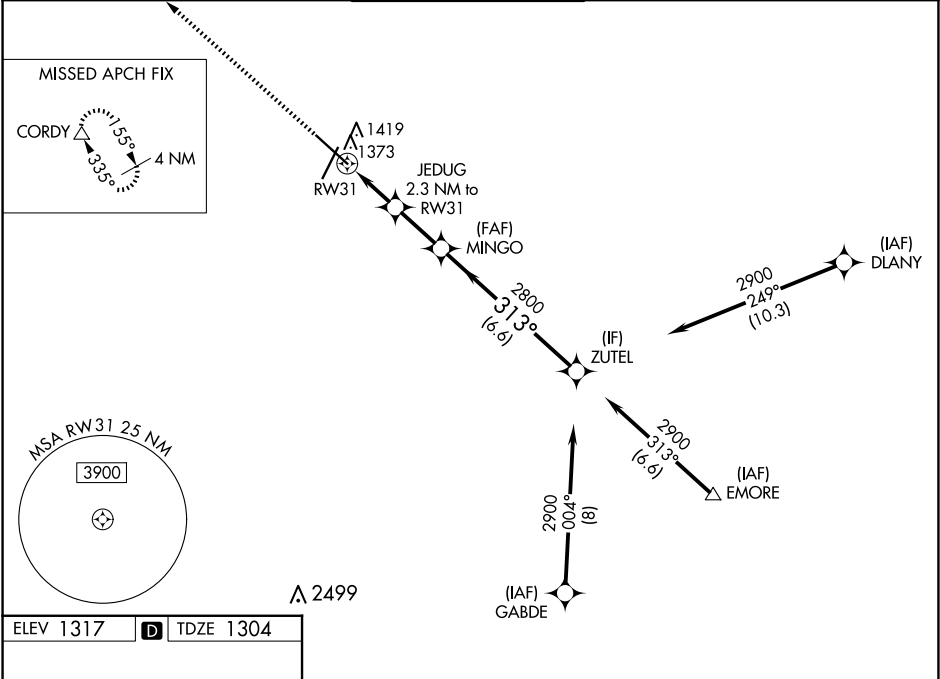 MISSED APCH FIX
CORDY
155°
335°
4 NM
1419
1373
RW31
JEDUG
2.3 NM to
RW31
(FAF)
MINGO
2800
313°
(6.6)
(IF)
ZUTEL
(IAF)
DLANY
2900
249°
(10.3)
2900
313°
(6.6)
(IAF)
EMORE
2900
004°
(8)
(IAF)
GABDE
MSA RW31 25 NM
3900
2499
ELEV 1317 D TDZE 1304